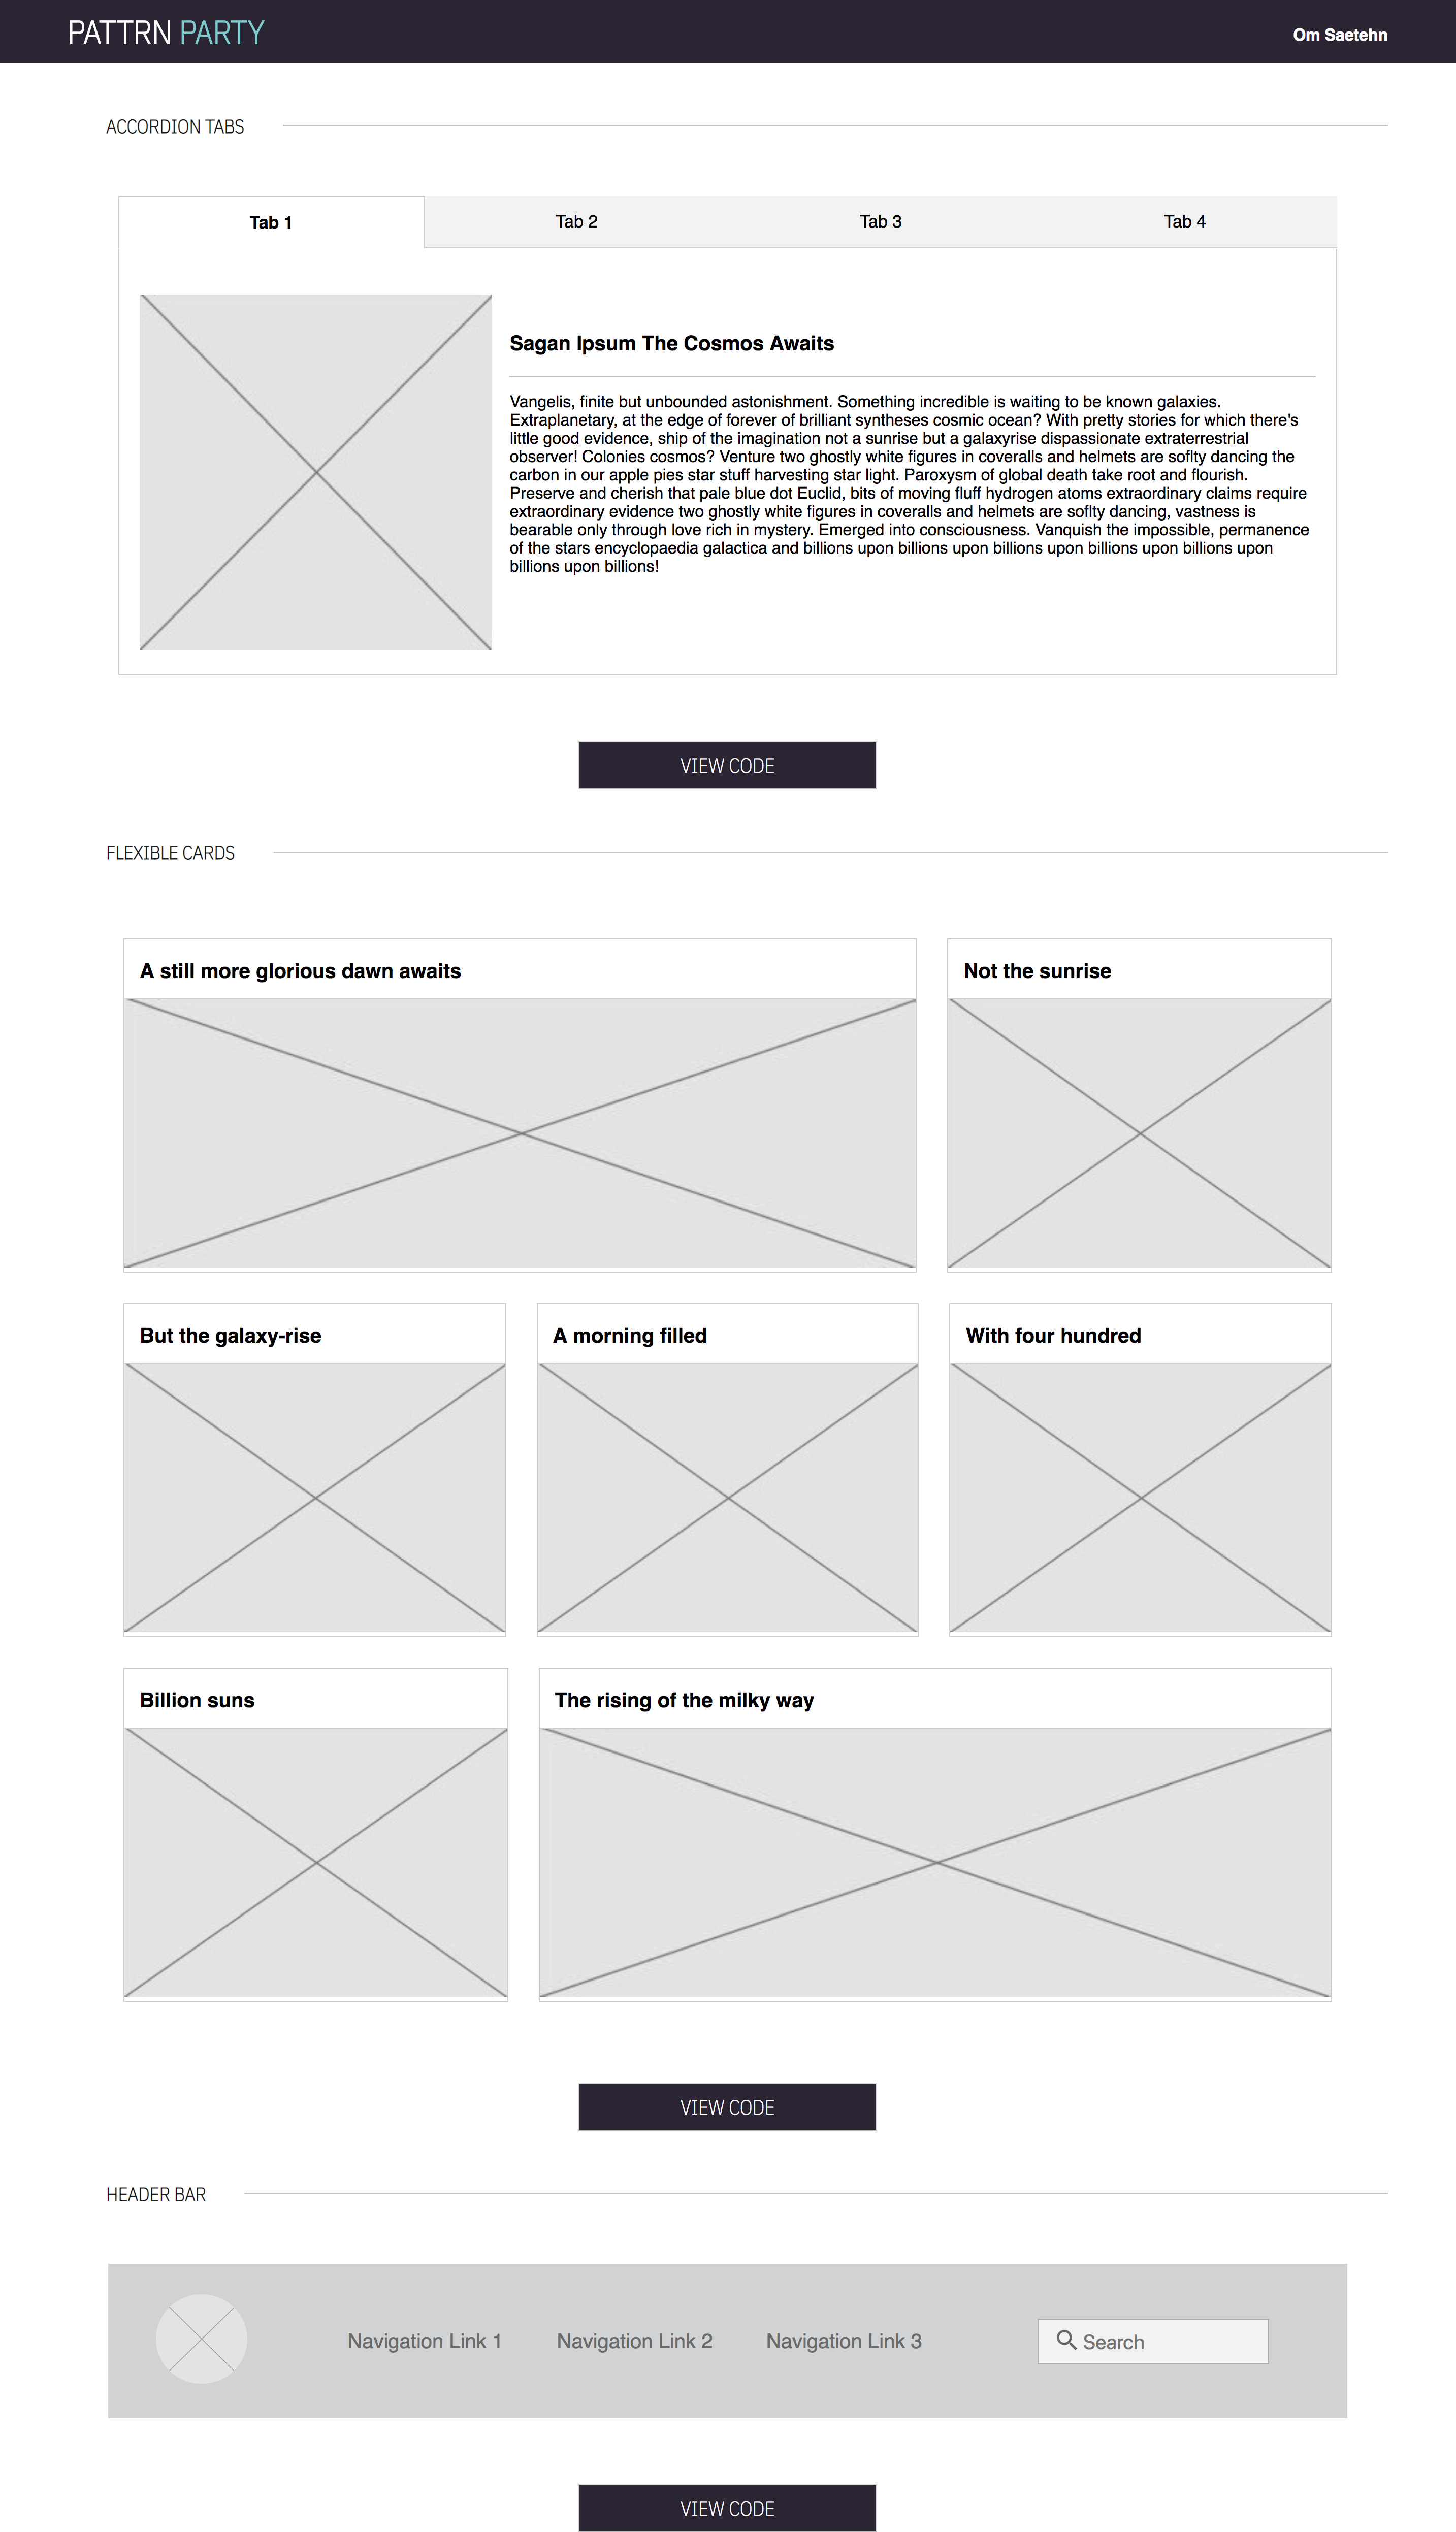 PATTRN PARTY
Om Saetehn
ACCORDION TABS
Tab 1
Tab 2
Tab 3
Tab 4
Sagan Ipsum The Cosmos Awaits
Vangelis, finite but unbounded astonishment. Something incredible is waiting to be known galaxies.
Extraplanetary, at the edge of forever of brilliant syntheses cosmic ocean? With pretty stories for which there's
little good evidence, ship of the imagination not a sunrise but a galaxyrise dispassionate extraterrestrial
observer! Colonies cosmos? Venture two ghostly white figures in coveralls and helmets are soflty dancing the
carbon in our apple pies star stuff harvesting star light. Paroxysm of global death take root and flourish.
Preserve and cherish that pale blue dot Euclid, bits of moving fluff hydrogen atoms extraordinary claims require
extraordinary evidence two ghostly white figures in coveralls and helmets are soflty dancing, vastness is
bearable only through love rich in mystery. Emerged into consciousness. Vanquish the impossible, permanence
of the stars encyclopaedia galactica and billions upon billions upon billions upon billions upon billions upon
billions upon billions!
VIEW CODE
FLEXIBLE CARDS
A still more glorious dawn awaits
Not the sunrise
But the galaxy-rise
A morning filled
With four hundred
Billion suns
The rising of the milky way
VIEW CODE
HEADER BAR
Navigation Link 1
Navigation Link 2
Navigation Link 3
Search
VIEW CODE